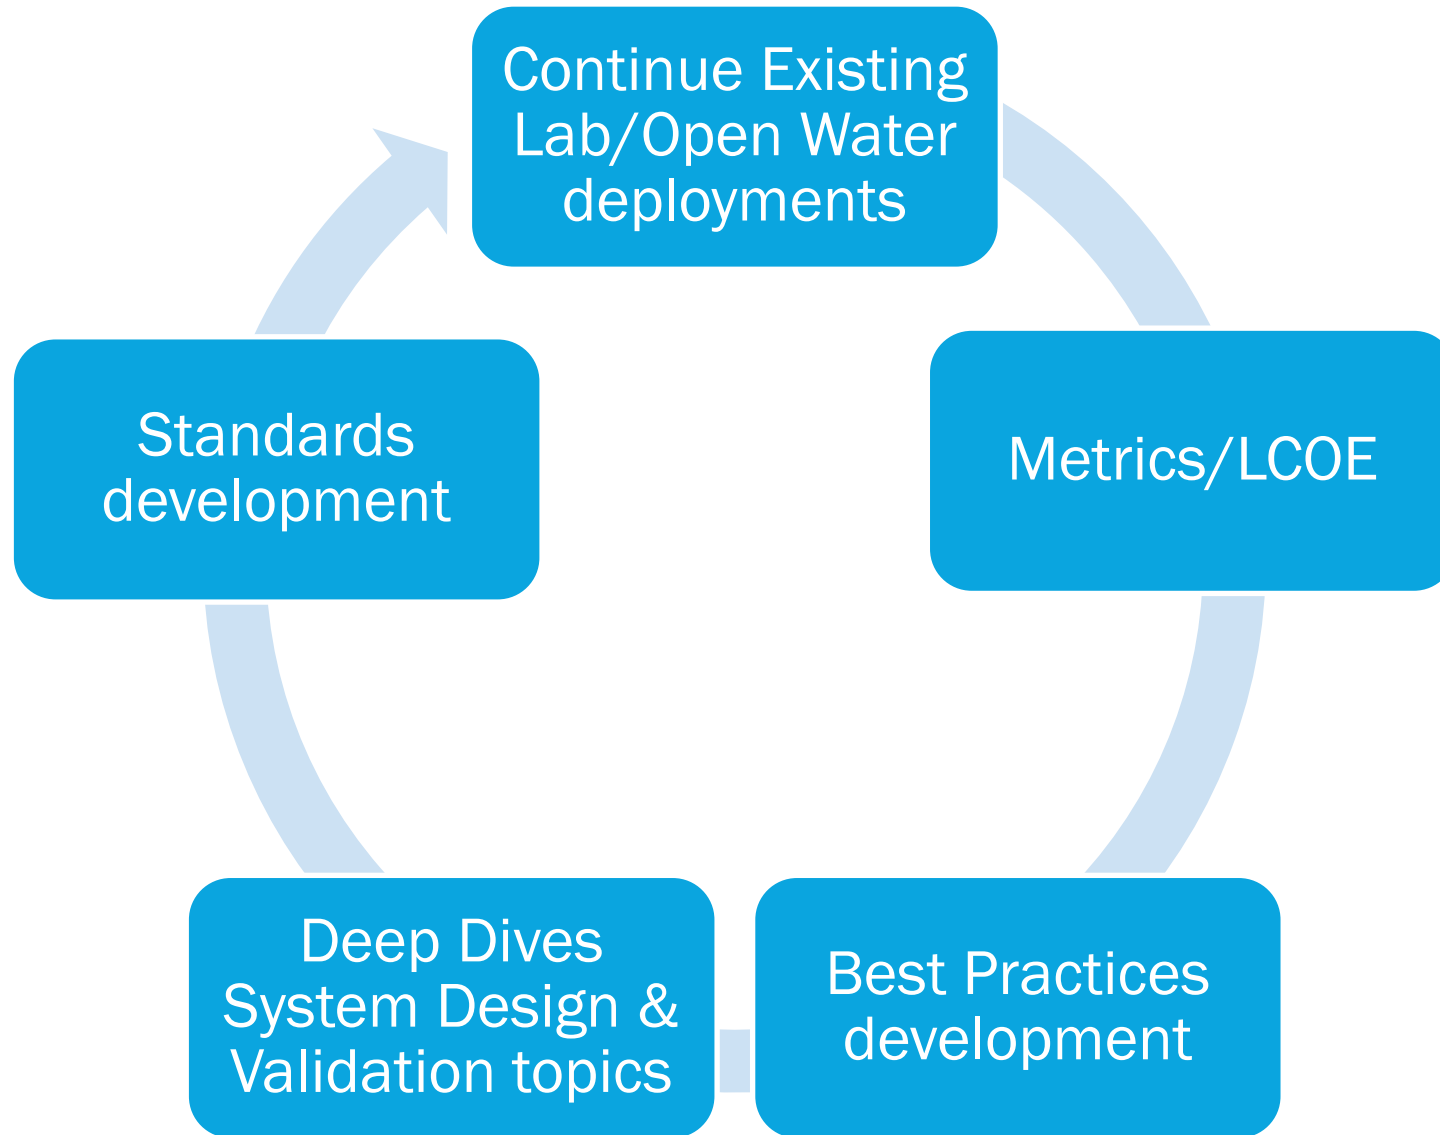 Continue Existing
Lab/Open Water
deployments
Metrics/LCOE
Best Practices
development
Deep Dives
System Design &
Validation topics
Standards
development